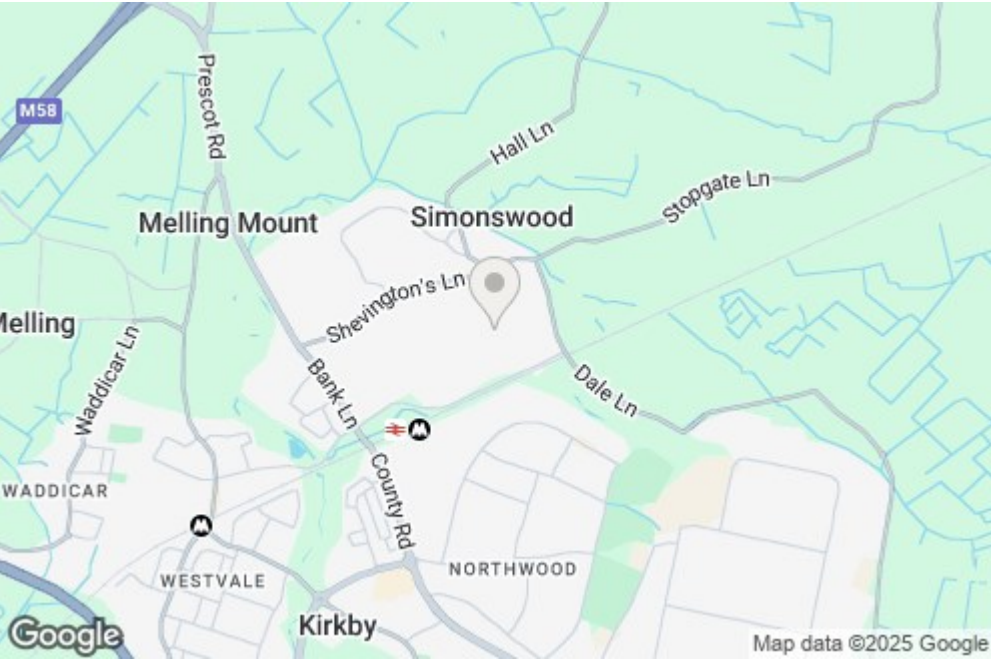 M58
Prescot Rd
Hall Ln
Stopgate Ln
Melling Mount
Simonswood
Shevington's Ln
Melling
Waddicar Ln
Bank Ln
Dale Ln
County Rd
WADDICAR
WESTVALE
NORTHWOOD
Kirkby
Google
Map data ©2025 Google